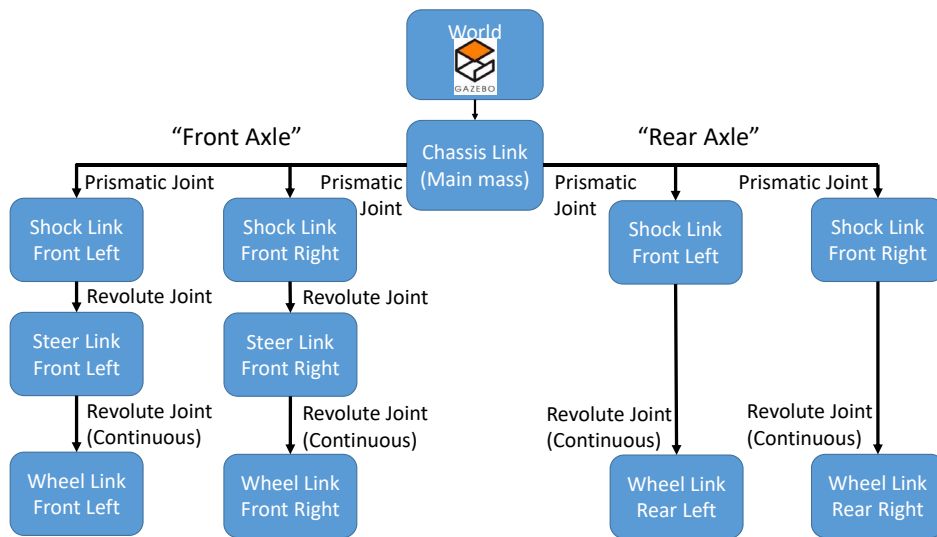 World
GAZEBO
"Front Axle"
"Rear Axle"
Chassis Link
(Main mass)
Prismatic Joint
Prismatic
Joint
Prismatic
Joint
Prismatic Joint
Shock Link
Front Left
Shock Link
Front Right
Shock Link
Front Left
Shock Link
Front Right
Revolute Joint
Revolute Joint
Steer Link
Front Left
Steer Link
Front Right
Revolute Joint
(Continuous)
Revolute Joint
(Continuous)
Revolute Joint
(Continuous)
Revolute Joint
(Continuous)
Wheel Link
Front Left
Wheel Link
Front Right
Wheel Link
Rear Left
Wheel Link
Rear Right